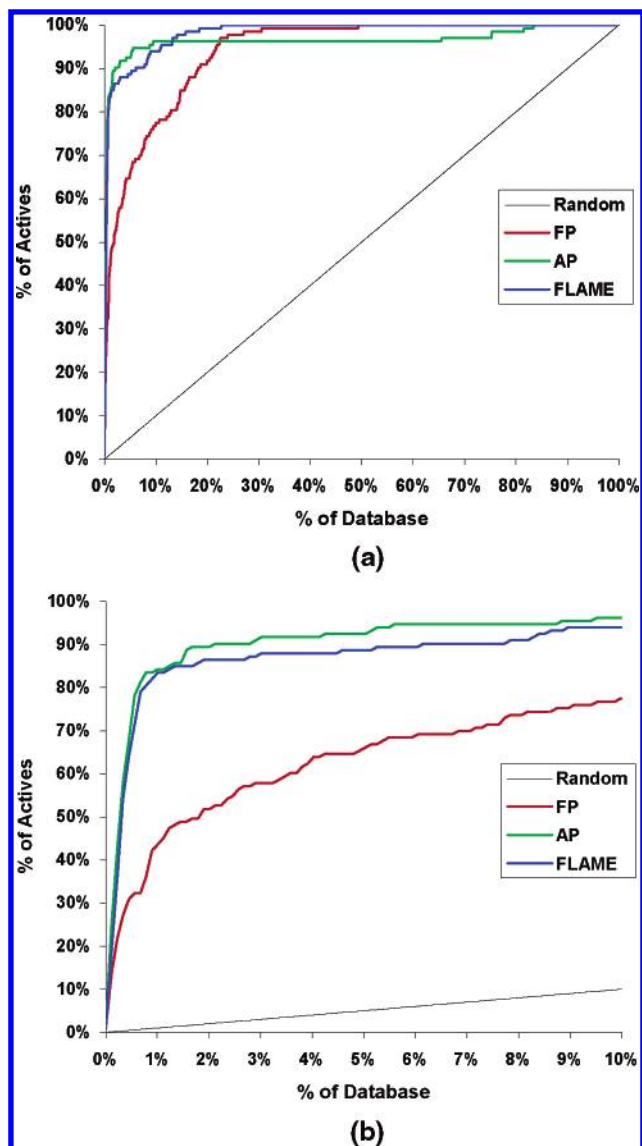 100%
90%
80%
70%
60%
50%
40%
30%
20%
10%
0%
% of Actives
Random
FP
AP
FLAME
0% 10% 20% 30% 40% 50% 60% 70% 80% 90% 100%
% of Database
(a)
100%
90%
80%
70%
60%
50%
40%
30%
20%
10%
0%
% of Actives
Random
FP
AP
FLAME
0% 1% 2% 3% 4% 5% 6% 7% 8% 9% 10%
% of Database
(b)